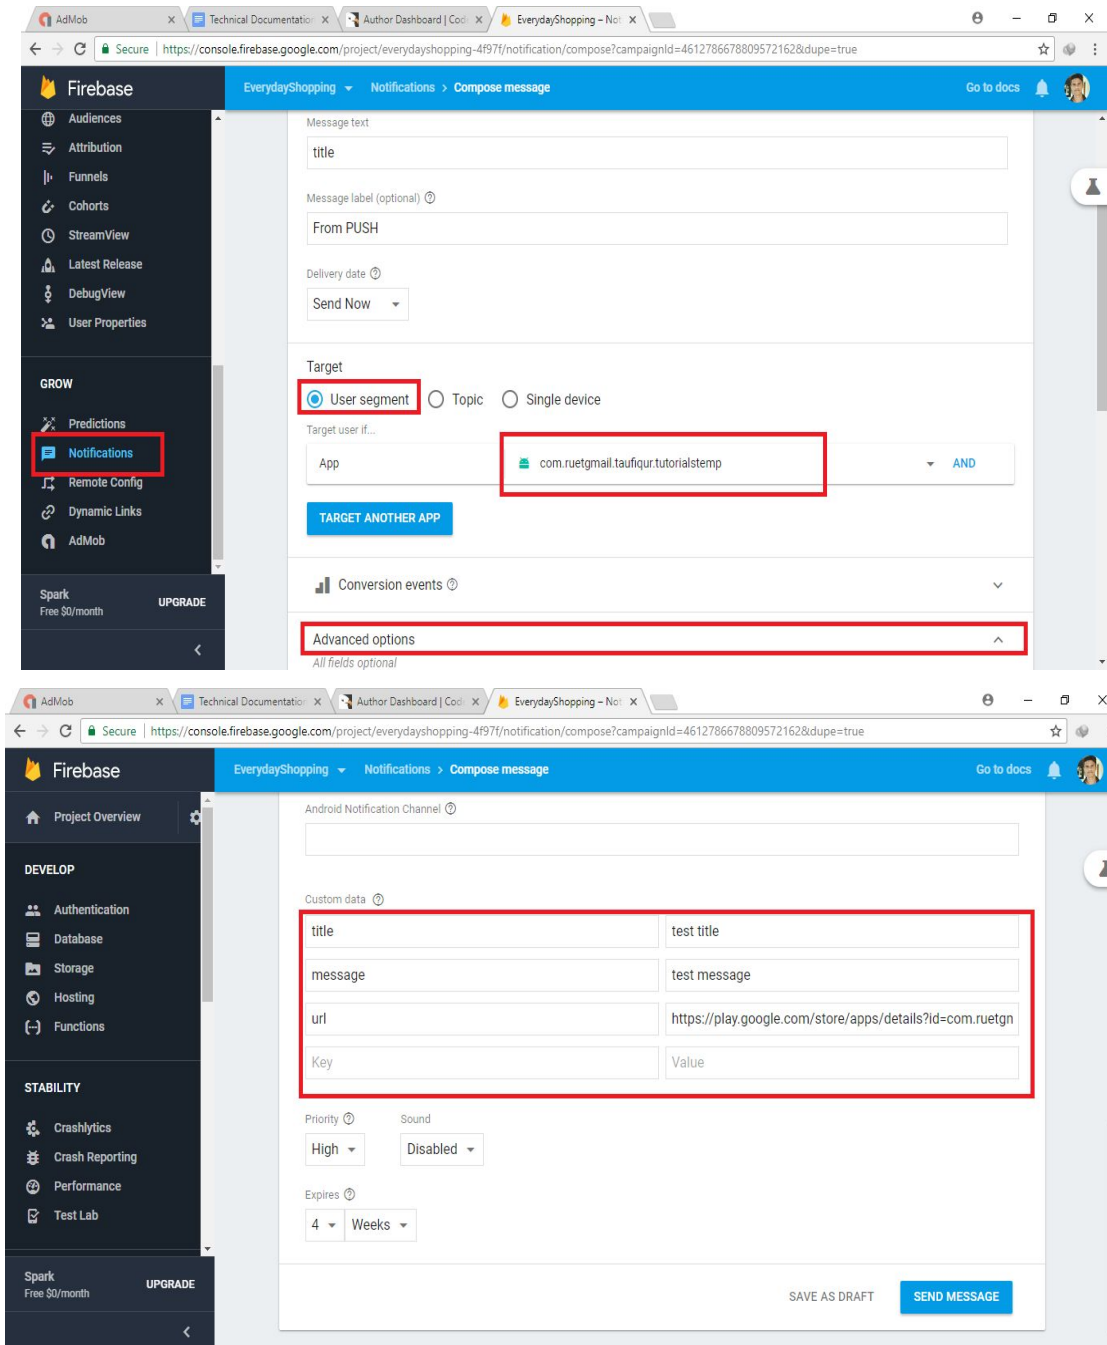 AdMob
Technical Documentation
Author Dashboard | Cod
EverydayShopping – Not
Secure | https://console.firebase.google.com/project/everydayshopping-4f97f/notification/compose?campaignId=4612786678809572162&dupe=true
Firebase
EverydayShopping Notifications > Compose message Go to docs
Audiences
Attribution
Funnels
Cohorts
StreamView
Latest Release
DebugView
User Properties
GROW
Predictions
Notifications
Remote Config
Dynamic Links
AdMob
Spark
Free $0/month
UPGRADE
Message text
title
Message label (optional)
From PUSH
Delivery date
Send Now
Target
User segment Topic Single device
Target user if...
App com.ruetgmail.taufiqur.tutorialstemp AND
TARGET ANOTHER APP
Conversion events
Advanced options
All fields optional
AdMob
Technical Documentation
Author Dashboard | Cod
EverydayShopping – Not
Secure | https://console.firebase.google.com/project/everydayshopping-4f97f/notification/compose?campaignId=4612786678809572162&dupe=true
Firebase
EverydayShopping Notifications > Compose message Go to docs
Project Overview
DEVELOP
Authentication
Database
Storage
Hosting
Functions
STABILITY
Crashlytics
Crash Reporting
Performance
Test Lab
Spark
Free $0/month
UPGRADE
Android Notification Channel
Custom data
title test title
message test message
url https://play.google.com/store/apps/details?id=com.ruetgn
Key Value
Priority Sound
High Disabled
Expires
4 Weeks
SAVE AS DRAFT SEND MESSAGE